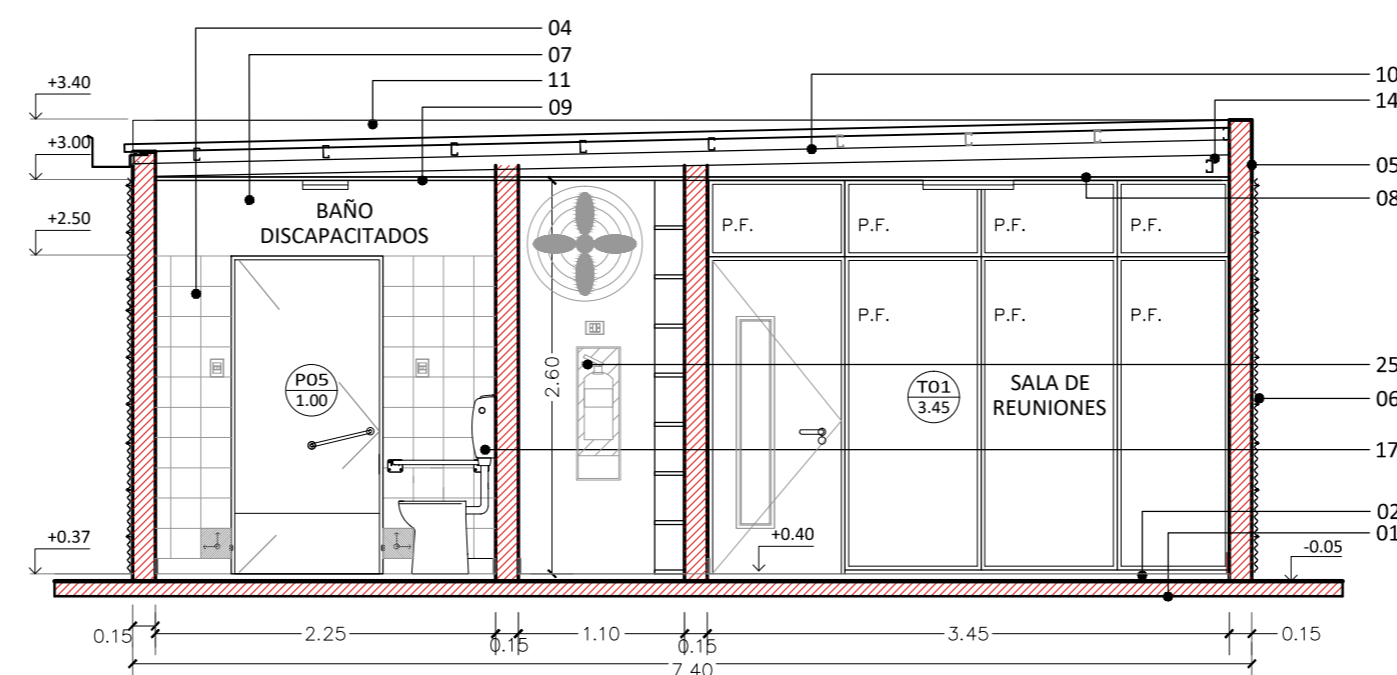 04
07
11
09
10
14
05
08
25
06
17
02
01
+3.40
+3.00
+2.50
+0.37
BAÑO
DISCAPACITADOS
P05
1.00
2.60
P.F.
P.F.
P.F.
P.F.
P.F.
P.F.
P.F.
T01
3.45
SALA DE
REUNIONES
+0.40
-0.05
0.15
2.25
0.15
1.10
0.15
3.45
0.15
7.40